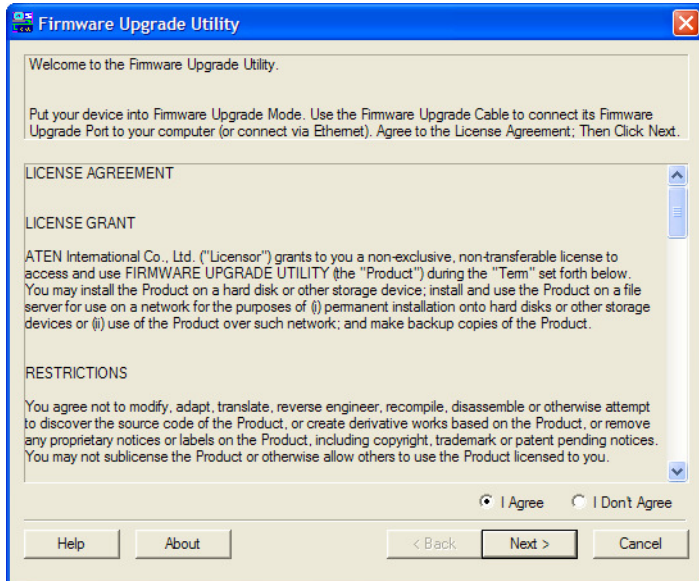 Firmware Upgrade Utility
Welcome to the Firmware Upgrade Utility.
Put your device into Firmware Upgrade Mode. Use the Firmware Upgrade Cable to connect its Firmware
Upgrade Port to your computer (or connect via Ethernet). Agree to the License Agreement; Then Click Next.
LICENSE AGREEMENT
LICENSE GRANT
ATEN International Co., Ltd. ("Licensor") grants to you a non-exclusive, non-transferable license to
access and use FIRMWARE UPGRADE UTILITY (the "Product") during the "Term" set forth below.
You may install the Product on a hard disk or other storage device; install and use the Product on a file
server for use on a network for the purposes of (i) permanent installation onto hard disks or other storage
devices or (ii) use of the Product over such network; and make backup copies of the Product.
RESTRICTIONS
You agree not to modify, adapt, translate, reverse engineer, recompile, disassemble or otherwise attempt
to discover the source code of the Product, or create derivative works based on the Product, or remove
any proprietary notices or labels on the Product, including copyright, trademark or patent pending notices.
You may not sublicense the Product or otherwise allow others to use the Product licensed to you.
I Agree I Don't Agree
Help About < Back Next > Cancel